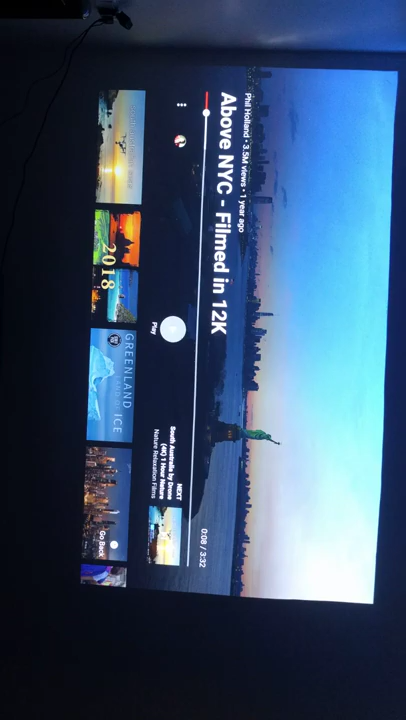 Phil Holland • 3.5M views • 1 year ago
Above NYC - Filmed in 12K
0:08 / 3:32
Play
NEXT
South Australia by Drone
(4K) 1 Hour Nature
Nature Relaxation Films
2018
GREENLAND
ICE
Go Back